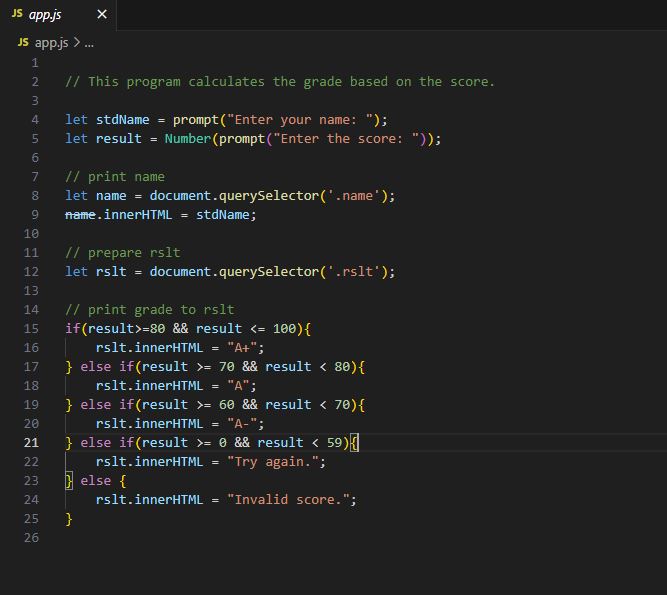 JS app.js ×
JS app.js > ...
1
2 // This program calculates the grade based on the score.
3
4 let stdName = prompt("Enter your name: ");
5 let result = Number(prompt("Enter the score: "));
6
7 // print name
8 let name = document.querySelector('.name');
9 name.innerHTML = stdName;
10
11 // prepare rslt
12 let rslt = document.querySelector('.rslt');
13
14 // print grade to rslt
15 if(result>=80 && result <= 100){
16     rslt.innerHTML = "A+";
17 } else if(result >= 70 && result < 80){
18     rslt.innerHTML = "A";
19 } else if(result >= 60 && result < 70){
20     rslt.innerHTML = "A-";
21 } else if(result >= 0 && result < 59){
22     rslt.innerHTML = "Try again.";
23 } else {
24     rslt.innerHTML = "Invalid score.";
25 }
26